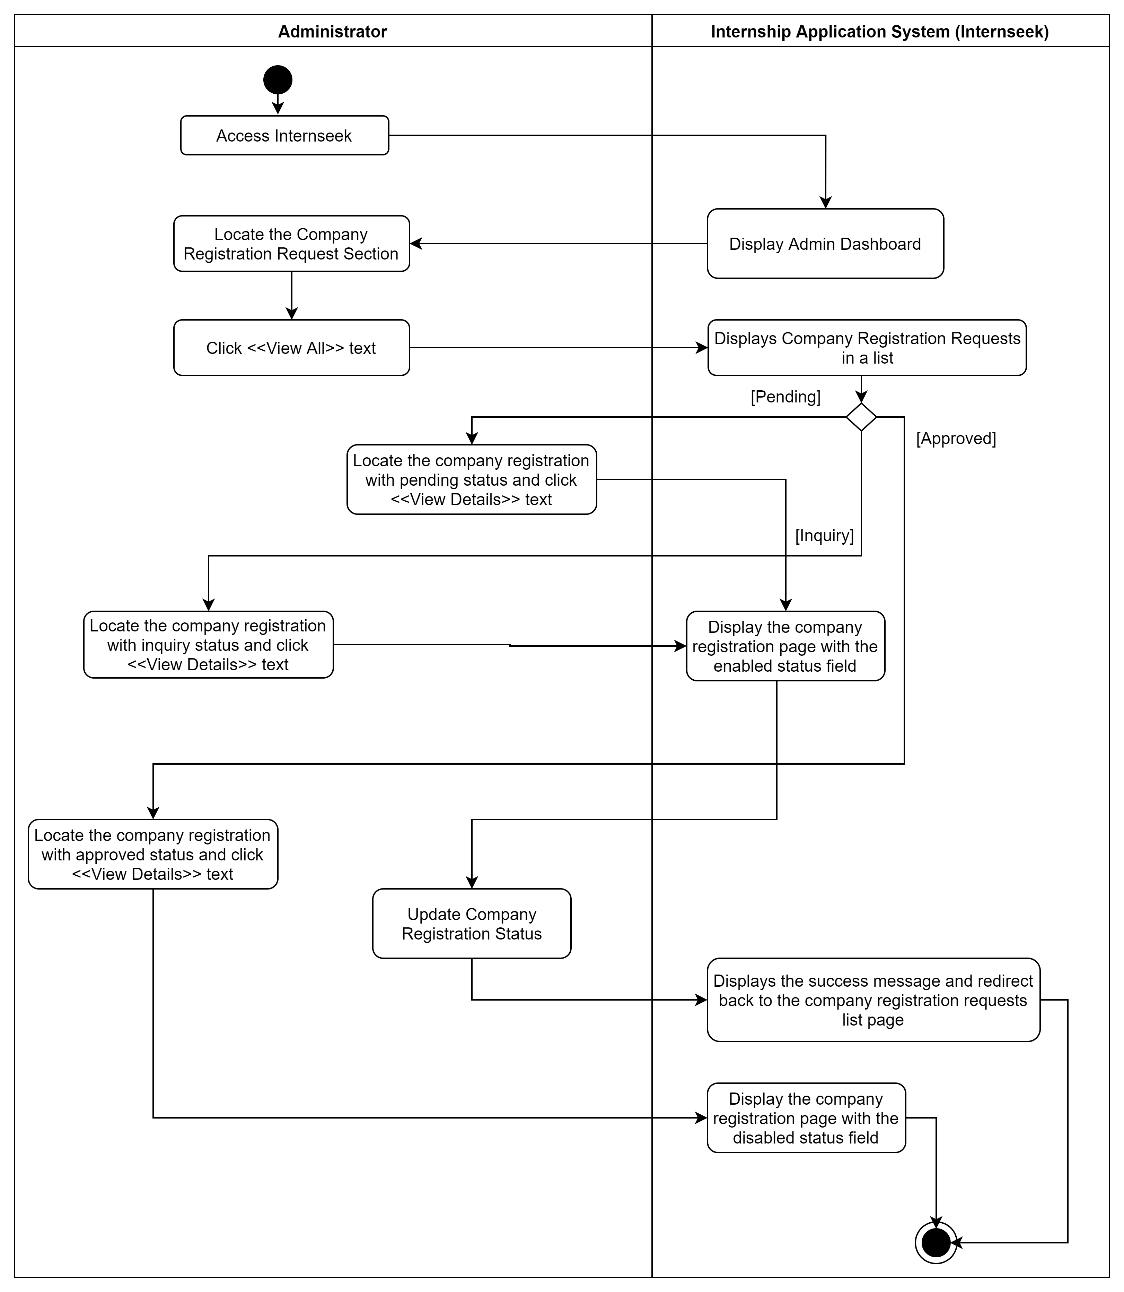 Administrator
Internship Application System (Internseek)
Access Internseek
Locate the Company
Registration Request Section
Display Admin Dashboard
Click <<View All>> text
Displays Company Registration Requests
in a list
[Pending]
[Approved]
Locate the company registration
with pending status and click
<<View Details>> text
[Inquiry]
Locate the company registration
with inquiry status and click
<<View Details>> text
Display the company
registration page with the
enabled status field
Locate the company registration
with approved status and click
<<View Details>> text
Update Company
Registration Status
Displays the success message and redirect
back to the company registration requests
list page
Display the company
registration page with the
disabled status field